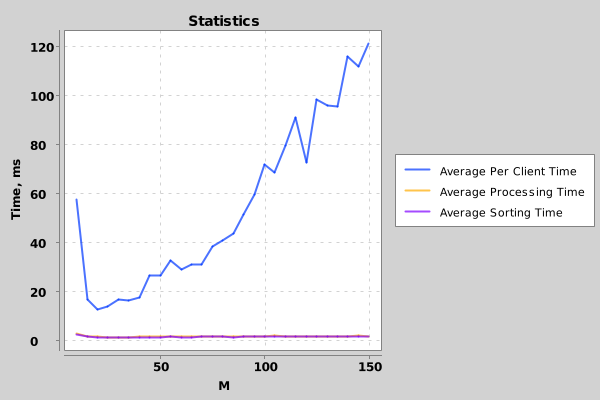 Statistics
120
100
80
60
40
20
0
Time, ms
50
100
150
M
Average Per Client Time
Average Processing Time
Average Sorting Time